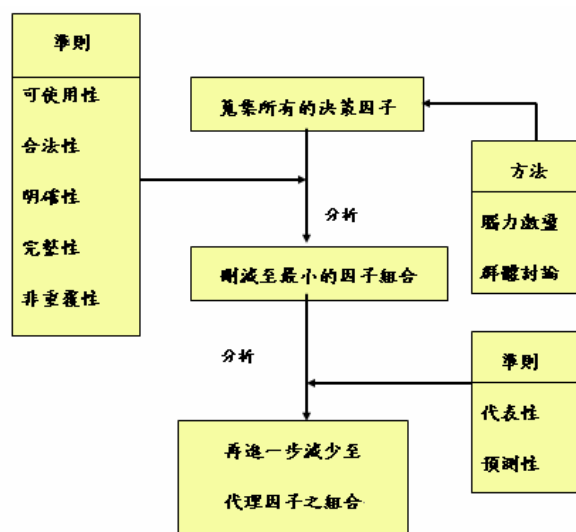 準則
可使用性
合法性
明確性
完整性
非重覆性
蒐集所有的決策因子
方法
腦力激盪
群體討論
分析
刪減至最小的因子組合
分析
準則
代表性
預測性
再進一步減少至
代理因子之組合